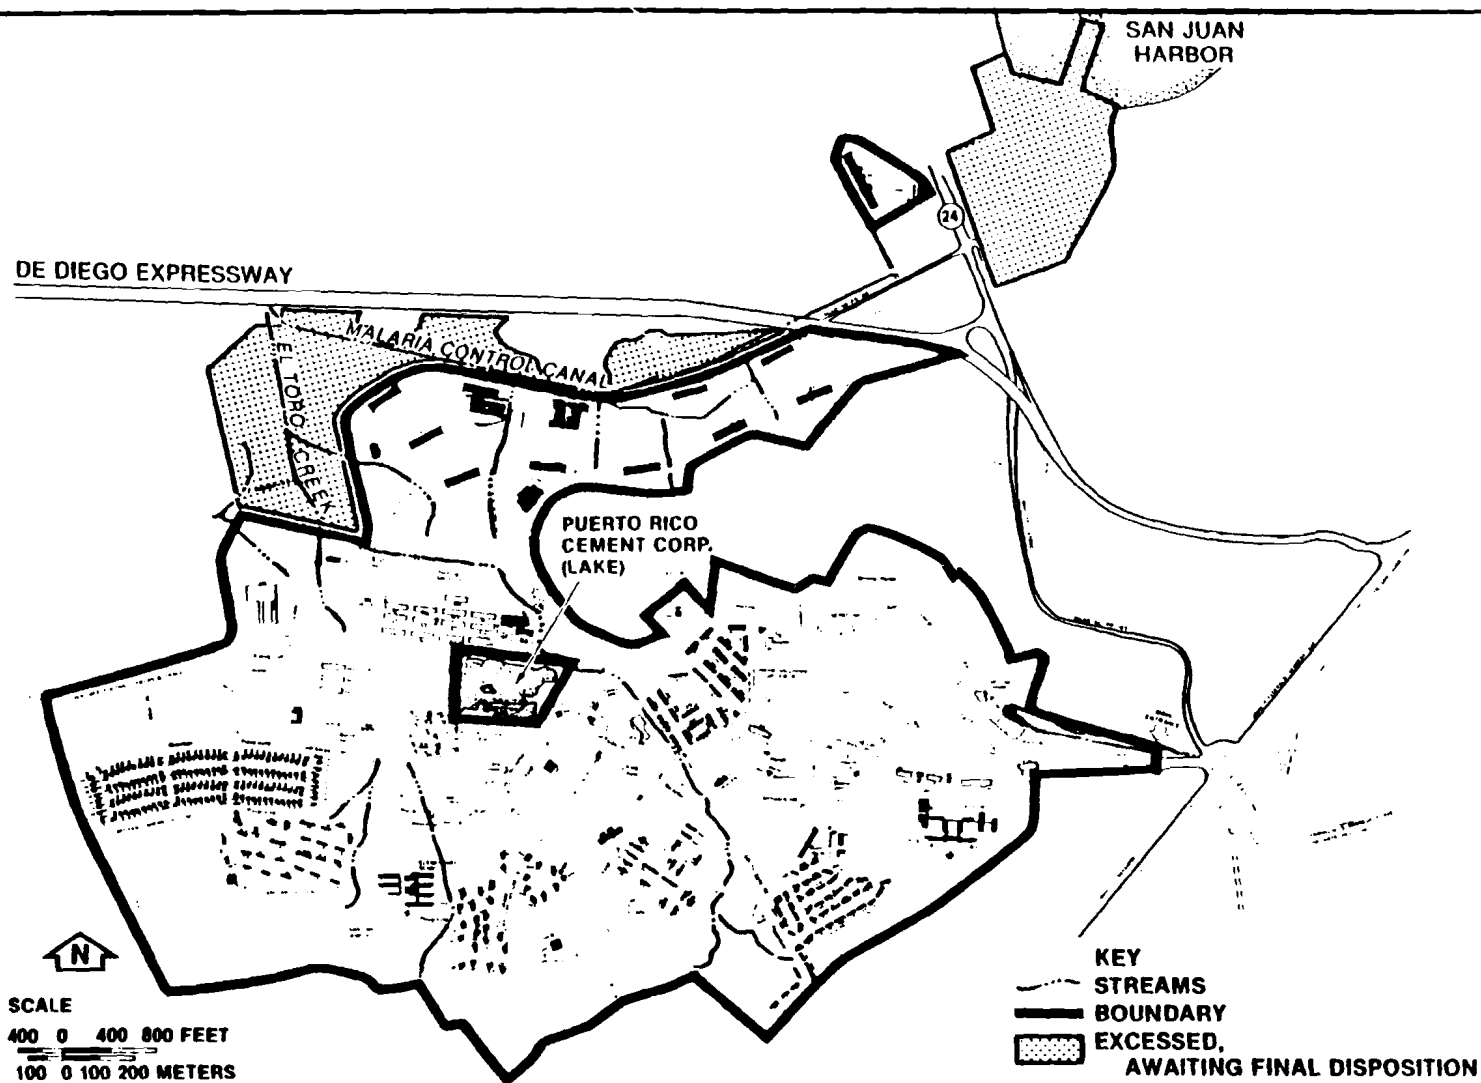 SAN JUAN
HARBOR
24
DE DIEGO EXPRESSWAY
MALARIA CONTROL CANAL
EL TORO CREEK
PUERTO RICO
CEMENT CORP.
(LAKE)
N
SCALE
400 0 400 800 FEET
100 0 100 200 METERS
KEY
STREAMS
BOUNDARY
EXCESSED,
AWAITING FINAL DISPOSITION